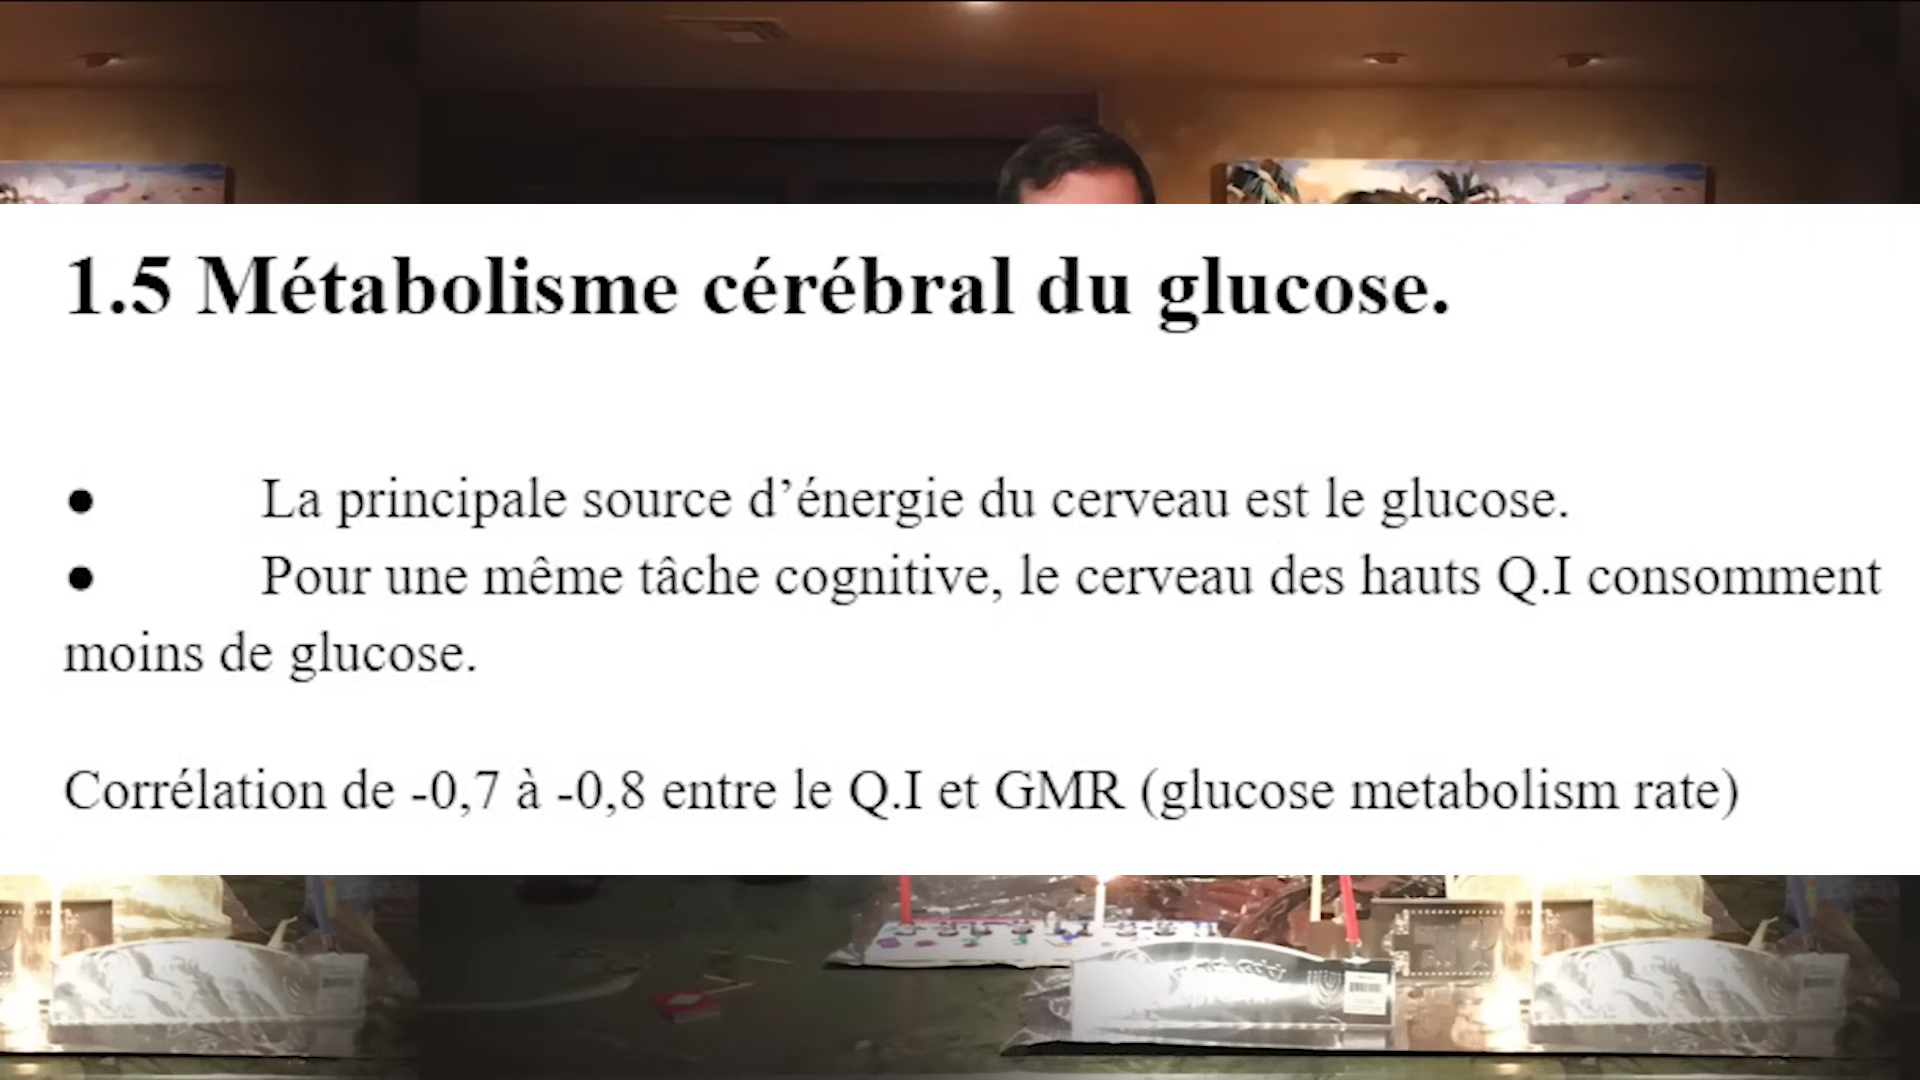 1.5 Métabolisme cérébral du glucose.
● La principale source d’énergie du cerveau est le glucose.
● Pour une même tâche cognitive, le cerveau des hauts Q.I consomment
moins de glucose.
Corrélation de -0,7 à -0,8 entre le Q.I et GMR (glucose metabolism rate)